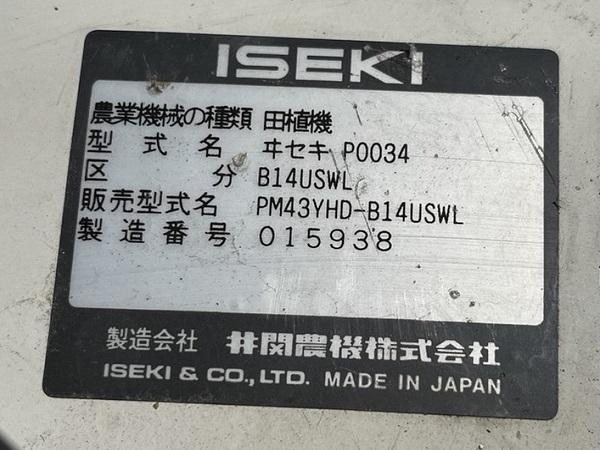 ISEKI
農業機械の種類 田植機
型式名 ヰセキ P0034
区分 B14USWL
販売型式名 PM43YHD-B14USWL
製造番号 015938
製造会社 井関農機株式会社
ISEKI & CO., LTD. MADE IN JAPAN